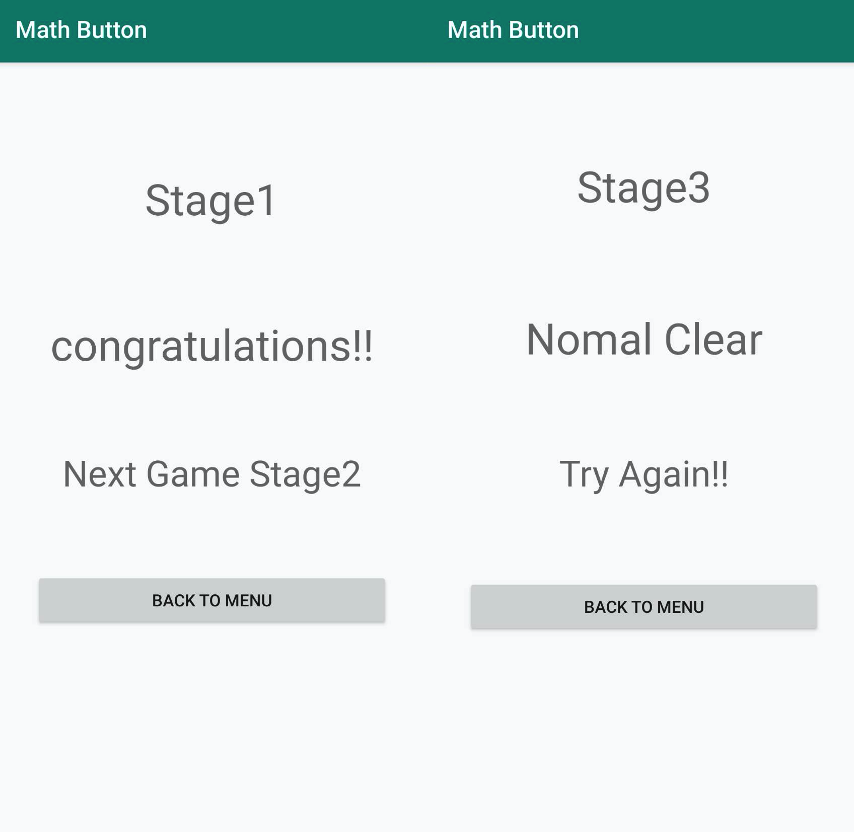 Math Button
Stage1
congratulations!!
Next Game Stage2
BACK TO MENU
Math Button
Stage3
Nomal Clear
Try Again!!
BACK TO MENU